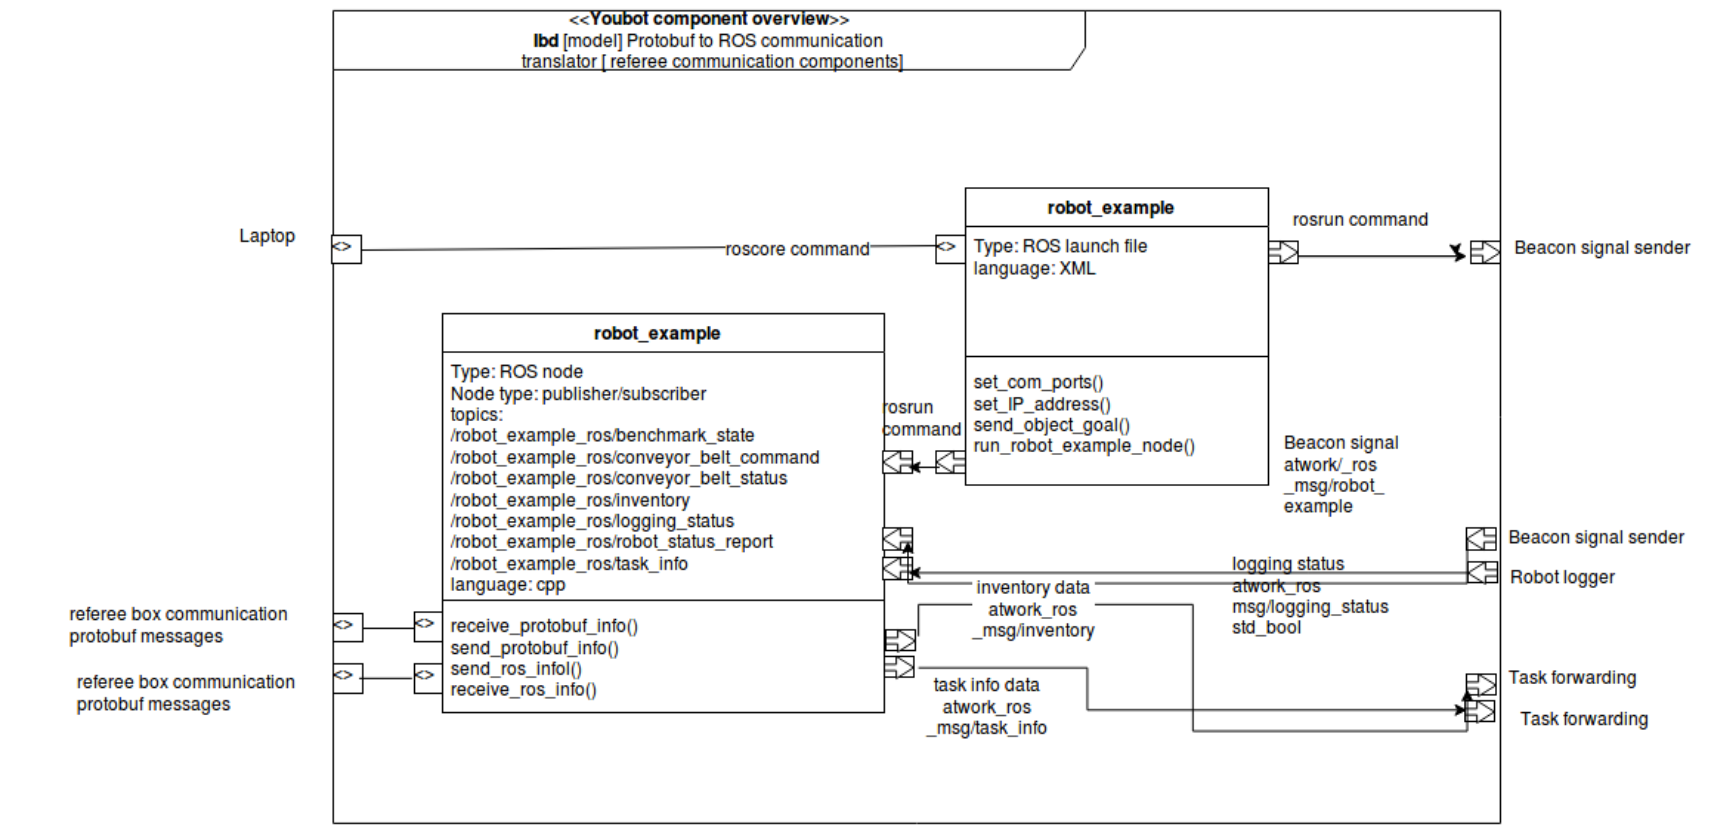 <<Youbot component overview>>
Ibd [model] Protobuf to ROS communication
translator [ referee communication components]
Laptop
<>
roscore command
<>
robot_example
Type: ROS launch file
language: XML
set_com_ports()
set_IP_address()
send_object_goal()
run_robot_example_node()
rosrun command
Beacon signal sender
robot_example
Type: ROS node
Node type: publisher/subscriber
topics:
/robot_example_ros/benchmark_state
/robot_example_ros/conveyor_belt_command
/robot_example_ros/conveyor_belt_status
/robot_example_ros/inventory
/robot_example_ros/logging_status
/robot_example_ros/robot_status_report
/robot_example_ros/task_info
language: cpp
receive_protobuf_info()
send_protobuf_info()
send_ros_infol()
receive_ros_info()
rosrun
command
Beacon signal
atwork/_ros
_msg/robot_
example
Beacon signal sender
Robot logger
logging status
atwork_ros
msg/logging_status
std_bool
inventory data
atwork_ros
_msg/inventory
referee box communication
protobuf messages
<>
<>
referee box communication
protobuf messages
<>
<>
task info data
atwork_ros
_msg/task_info
Task forwarding
Task forwarding